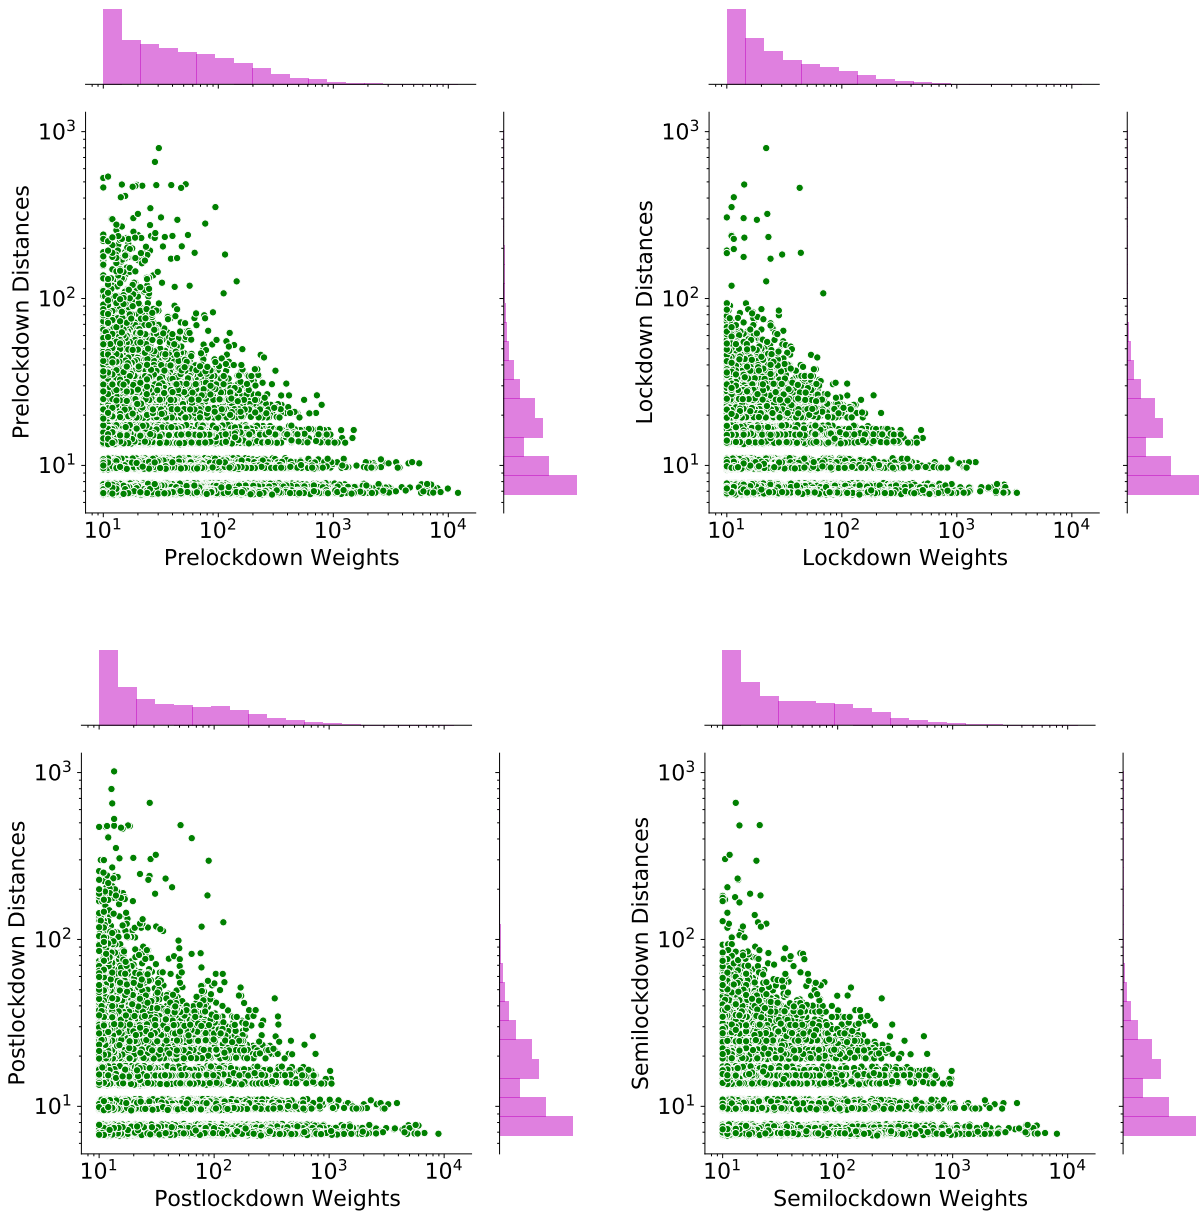 10³
10²
10¹
Prelockdown Distances
10¹ 10² 10³ 10⁴
Prelockdown Weights
10³
10²
10¹
Lockdown Distances
10¹ 10² 10³ 10⁴
Lockdown Weights
10³
10²
10¹
Postlockdown Distances
10¹ 10² 10³ 10⁴
Postlockdown Weights
10³
10²
10¹
Semilockdown Distances
10¹ 10² 10³ 10⁴
Semilockdown Weights